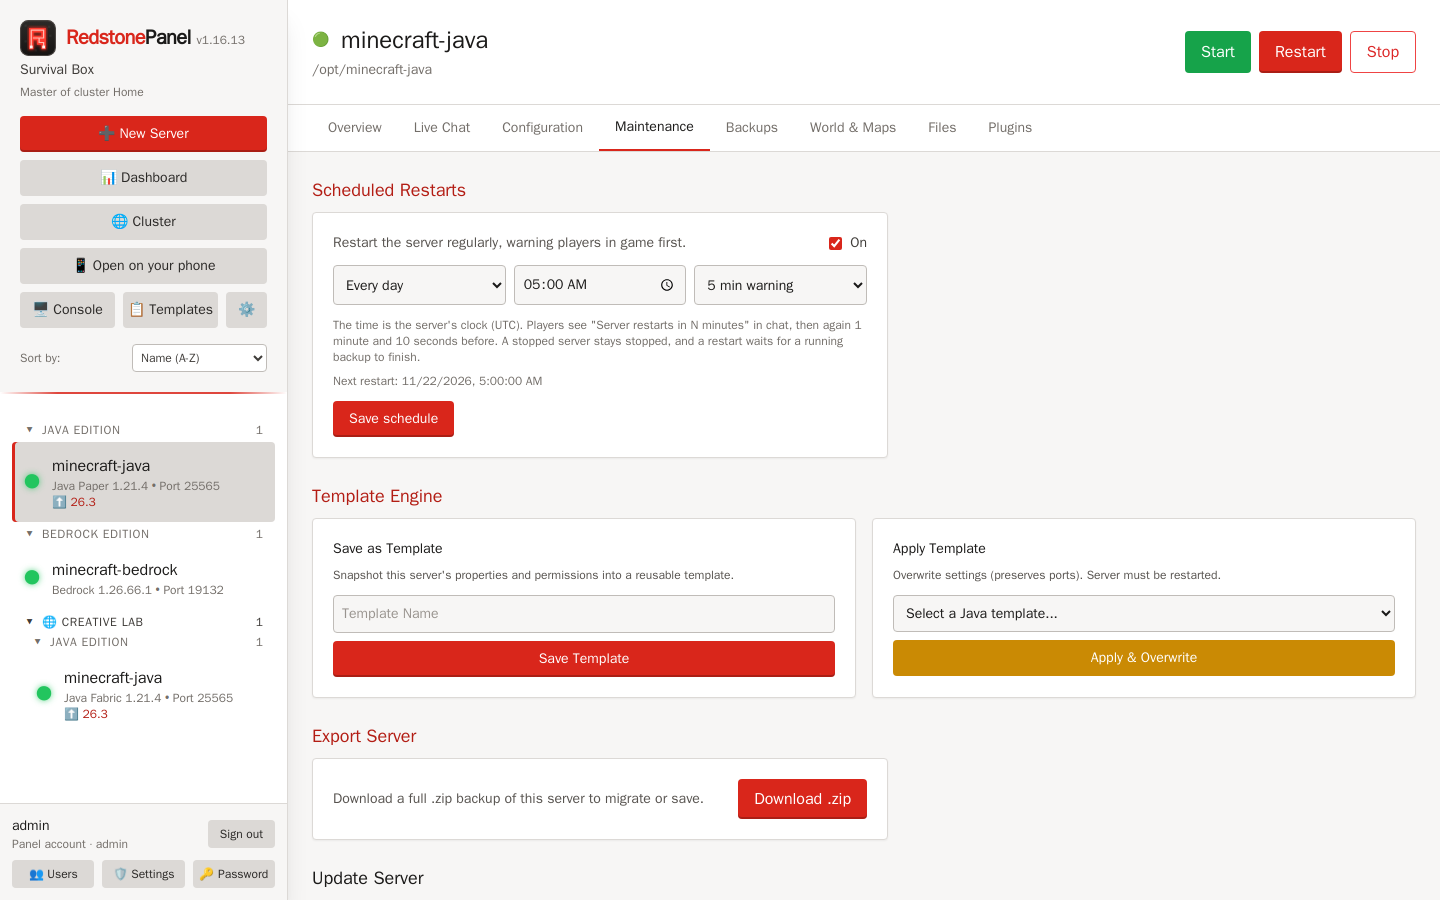 RedstonePanel v1.16.13
Survival Box
Master of cluster Home
➕ New Server
📊 Dashboard
🌐 Cluster
📱 Open on your phone
🖥️ Console
📋 Templates
⚙️
Sort by:
Name (A-Z)
▼ JAVA EDITION 1
minecraft-java
Java Paper 1.21.4 • Port 25565
⬆️ 26.3
▼ BEDROCK EDITION 1
minecraft-bedrock
Bedrock 1.26.66.1 • Port 19132
▼ 🌐 CREATIVE LAB 1
▼ JAVA EDITION 1
minecraft-java
Java Fabric 1.21.4 • Port 25565
⬆️ 26.3
admin
Panel account · admin
Sign out
👥 Users
🛡️ Settings
🔑 Password
minecraft-java
/opt/minecraft-java
Start
Restart
Stop
Overview
Live Chat
Configuration
Maintenance
Backups
World & Maps
Files
Plugins
Scheduled Restarts
Restart the server regularly, warning players in game first.
On
Every day
05:00 AM
5 min warning
The time is the server's clock (UTC). Players see "Server restarts in N minutes" in chat, then again 1
minute and 10 seconds before. A stopped server stays stopped, and a restart waits for a running
backup to finish.
Next restart: 11/22/2026, 5:00:00 AM
Save schedule
Template Engine
Save as Template
Snapshot this server's properties and permissions into a reusable template.
Template Name
Save Template
Apply Template
Overwrite settings (preserves ports). Server must be restarted.
Select a Java template...
Apply & Overwrite
Export Server
Download a full .zip backup of this server to migrate or save.
Download .zip
Update Server